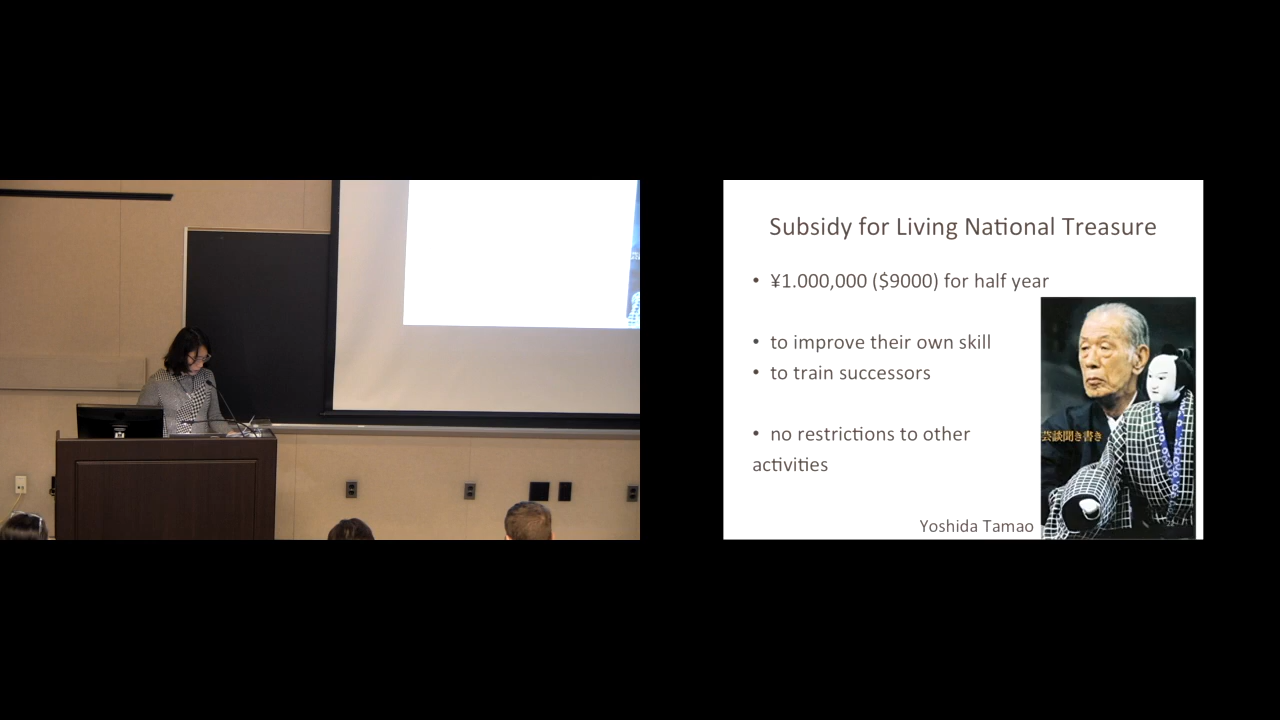 Subsidy for Living National Treasure
• ¥1.000,000 ($9000) for half year
• to improve their own skill
• to train successors
• no restrictions to other
activities
芸談聞き書き
Yoshida Tamao